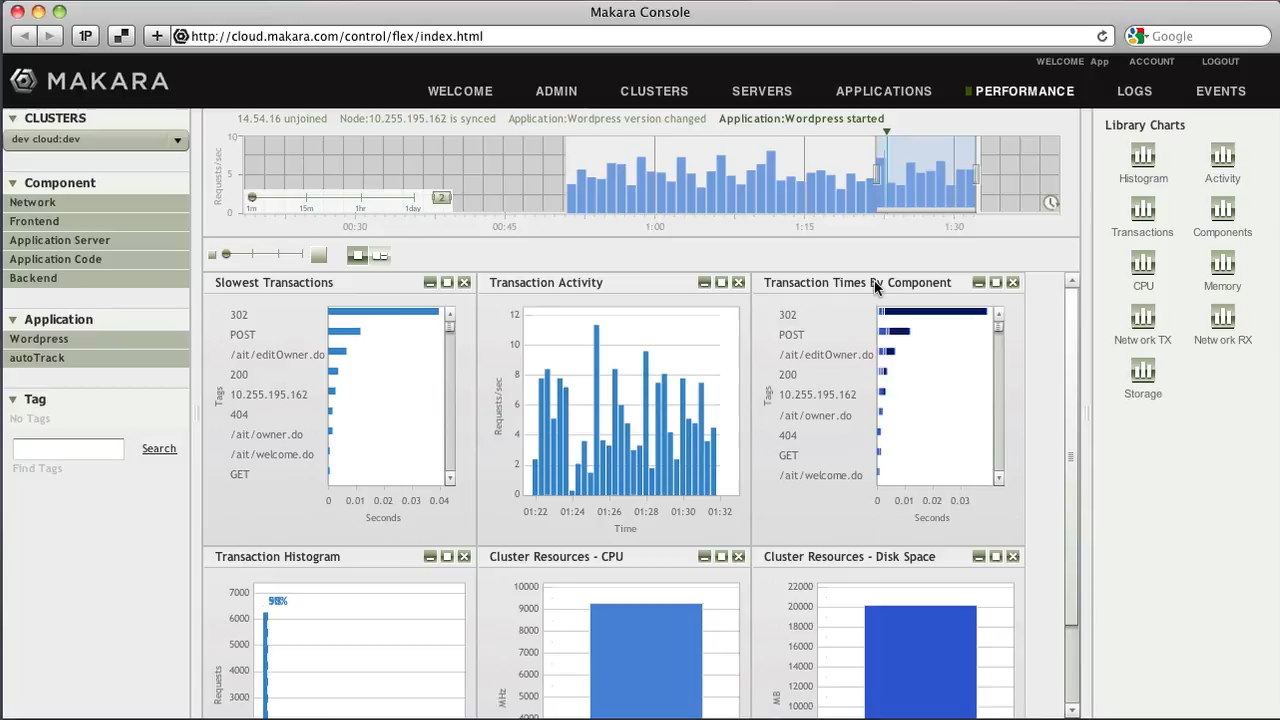 Makara Console
1P
http://cloud.makara.com/control/flex/index.html
Google
WELCOME App ACCOUNT LOGOUT
MAKARA
WELCOME ADMIN CLUSTERS SERVERS APPLICATIONS PERFORMANCE LOGS EVENTS
CLUSTERS
dev cloud:dev
Component
Network
Frontend
Application Server
Application Code
Backend
Application
Wordpress
autoTrack
Tag
No Tags
Search
Find Tags
14.54.16 unjoined Node:10.255.195.162 is synced Application:Wordpress version changed Application:Wordpress started
Requests/sec
10
5
0
1m 15m 1hr 1day
2
00:30 00:45 1:00 1:15 1:30
Slowest Transactions
302
POST
/ait/editOwner.do
200
10.255.195.162
404
/ait/owner.do
/ait/welcome.do
GET
Tags
0 0.01 0.02 0.03 0.04
Seconds
Transaction Activity
Requests/sec
12
10
8
6
4
2
0
01:22 01:24 01:26 01:28 01:30 01:32
Time
Transaction Times By Component
302
POST
/ait/editOwner.do
200
10.255.195.162
/ait/owner.do
404
GET
/ait/welcome.do
Tags
0 0.01 0.02 0.03
Seconds
Transaction Histogram
7000
6000
5000
4000
3000
Requests
Cluster Resources - CPU
10000
9000
8000
7000
6000
5000
4000
MHz
Cluster Resources - Disk Space
22000
20000
18000
16000
14000
12000
10000
MB
Library Charts
Histogram Activity
Transactions Components
CPU Memory
Network TX Network RX
Storage